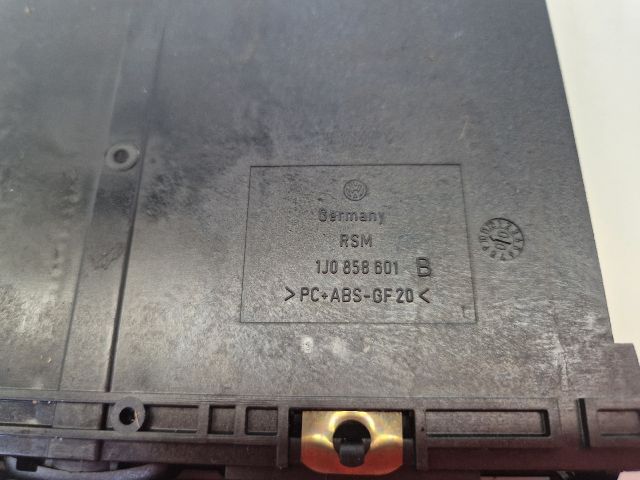 Germany
RSM
1J0 858 601 B
>PC+ABS-GF20<